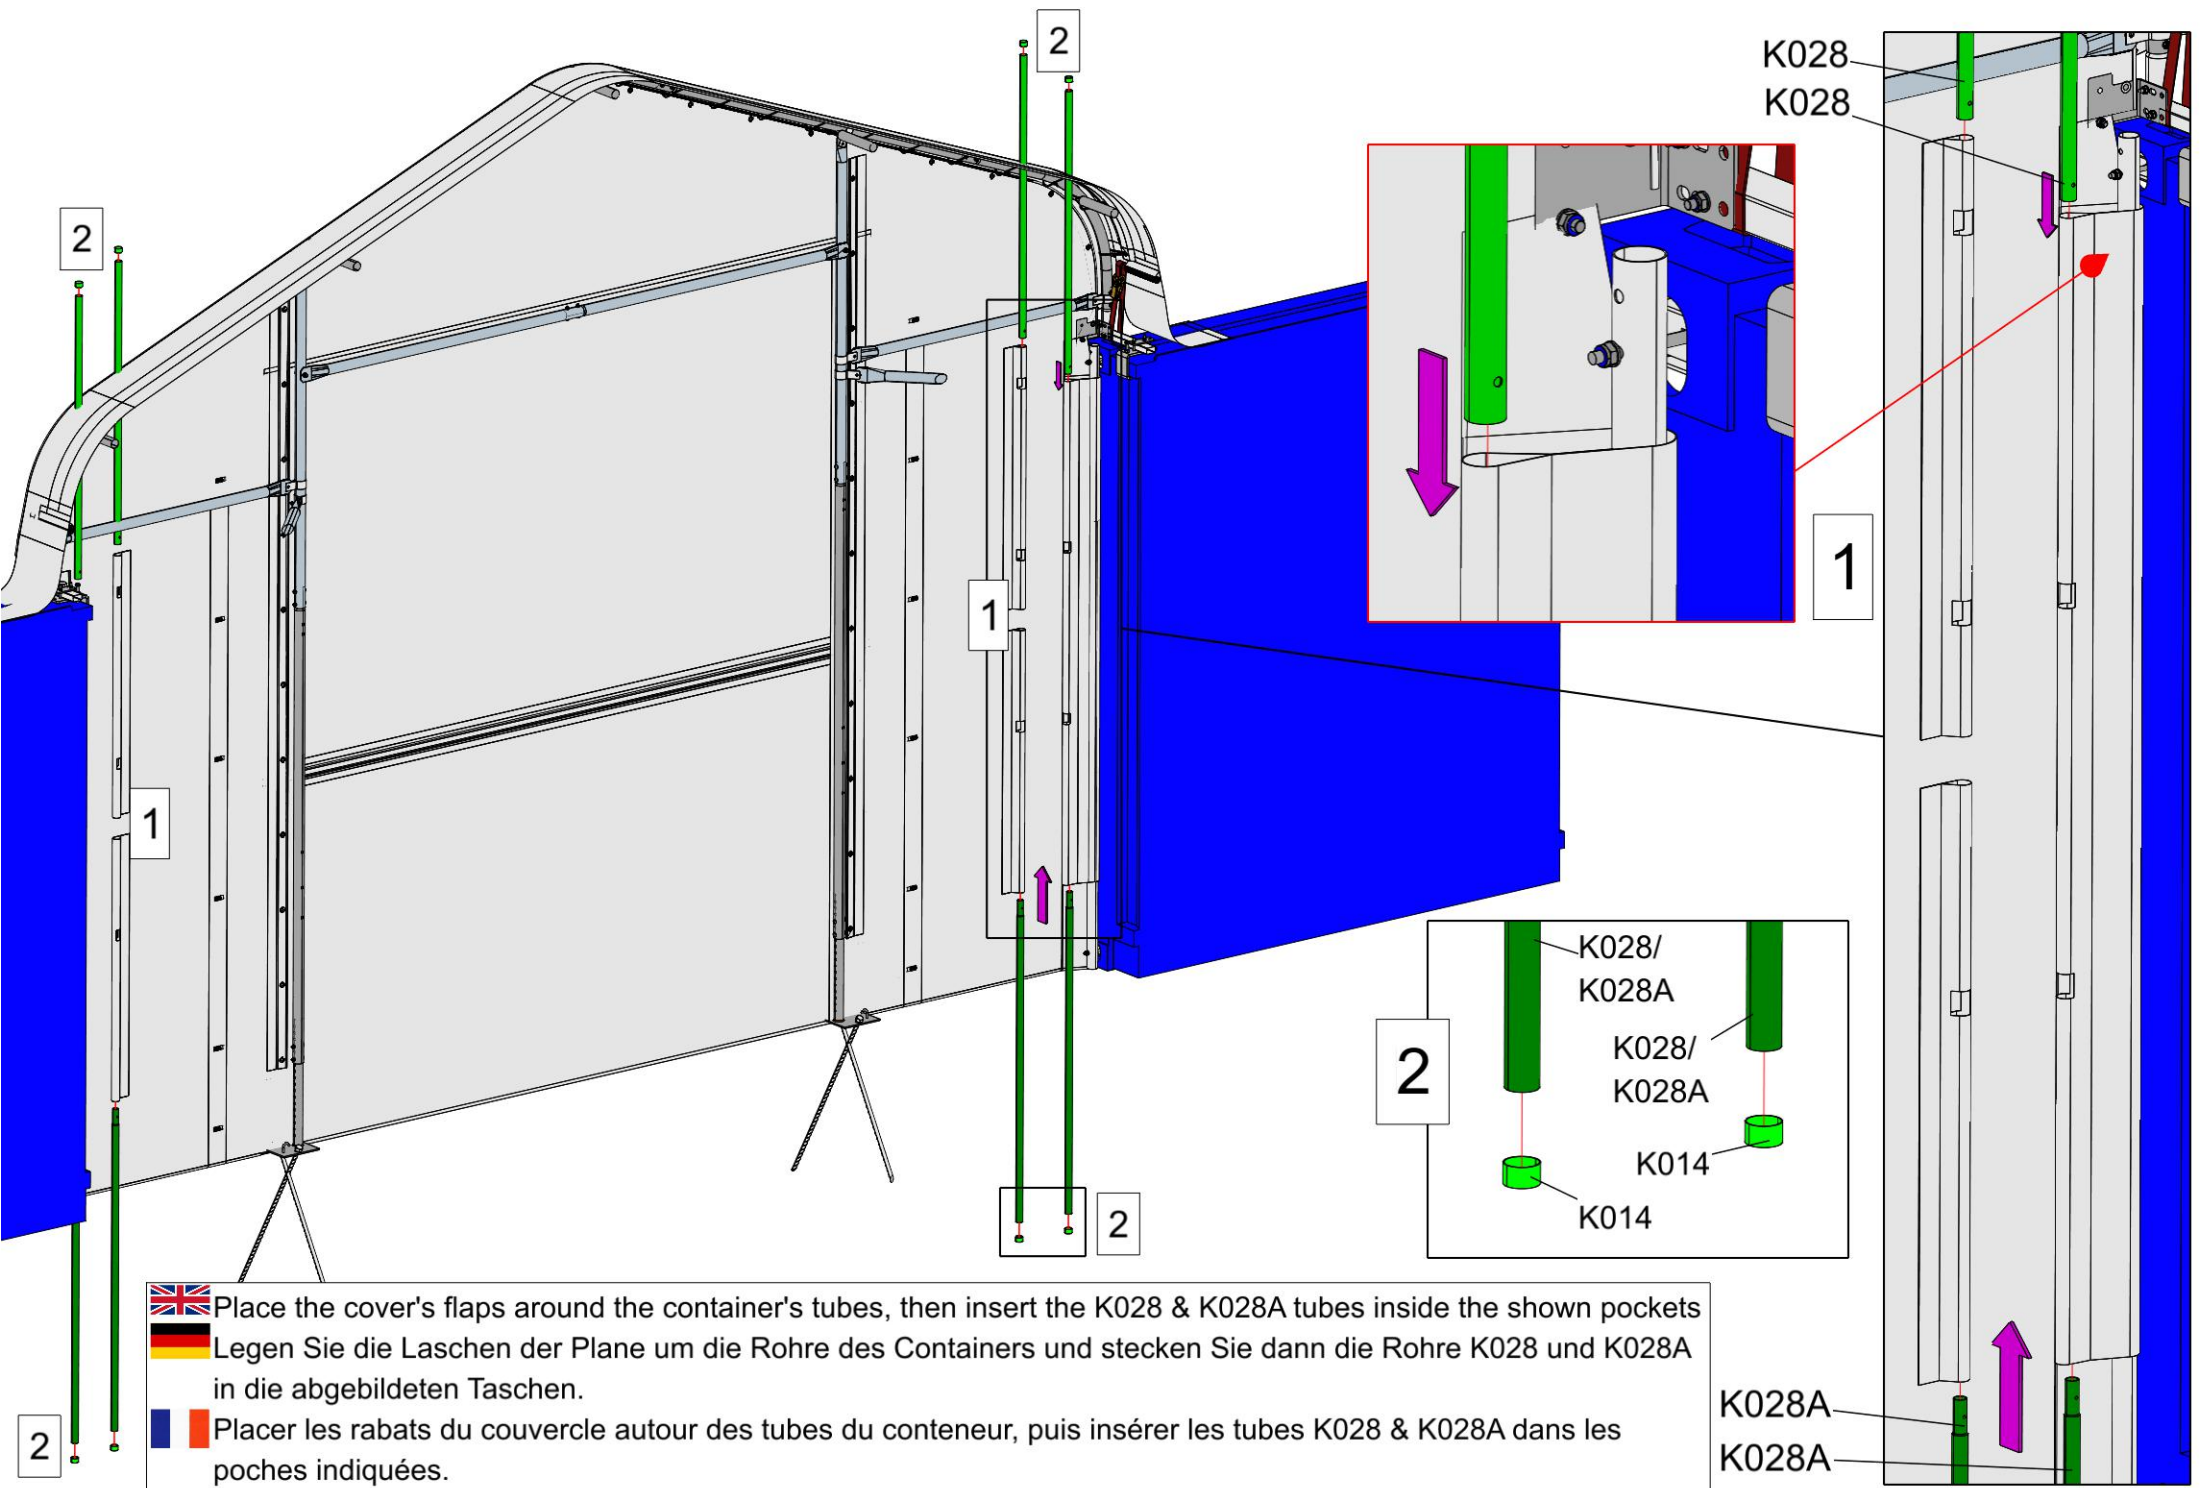 2
2
K028
K028
1
1
1
2
K028/
K028A
K028/
K028A
K014
K014
2
2
K028A
K028A
Place the cover's flaps around the container's tubes, then insert the K028 & K028A tubes inside the shown pockets
Legen Sie die Laschen der Plane um die Rohre des Containers und stecken Sie dann die Rohre K028 und K028A
in die abgebildeten Taschen.
Placer les rabats du couvercle autour des tubes du conteneur, puis insérer les tubes K028 & K028A dans les
poches indiquées.